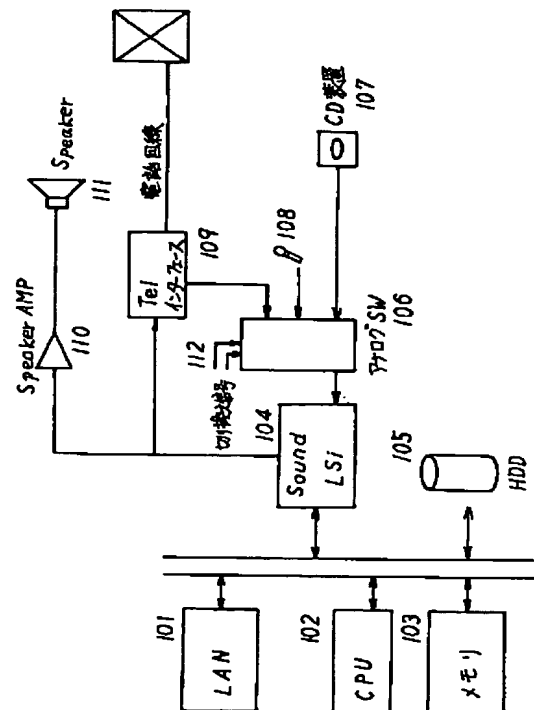 LAN
101
CPU
102
メモリ
103
Sound
LSi
104
HDD
105
アナログSW
106
切換信号
112
108
CD装置
107
Tel
インターフェース
109
電話回線
Speaker AMP
110
Speaker
111